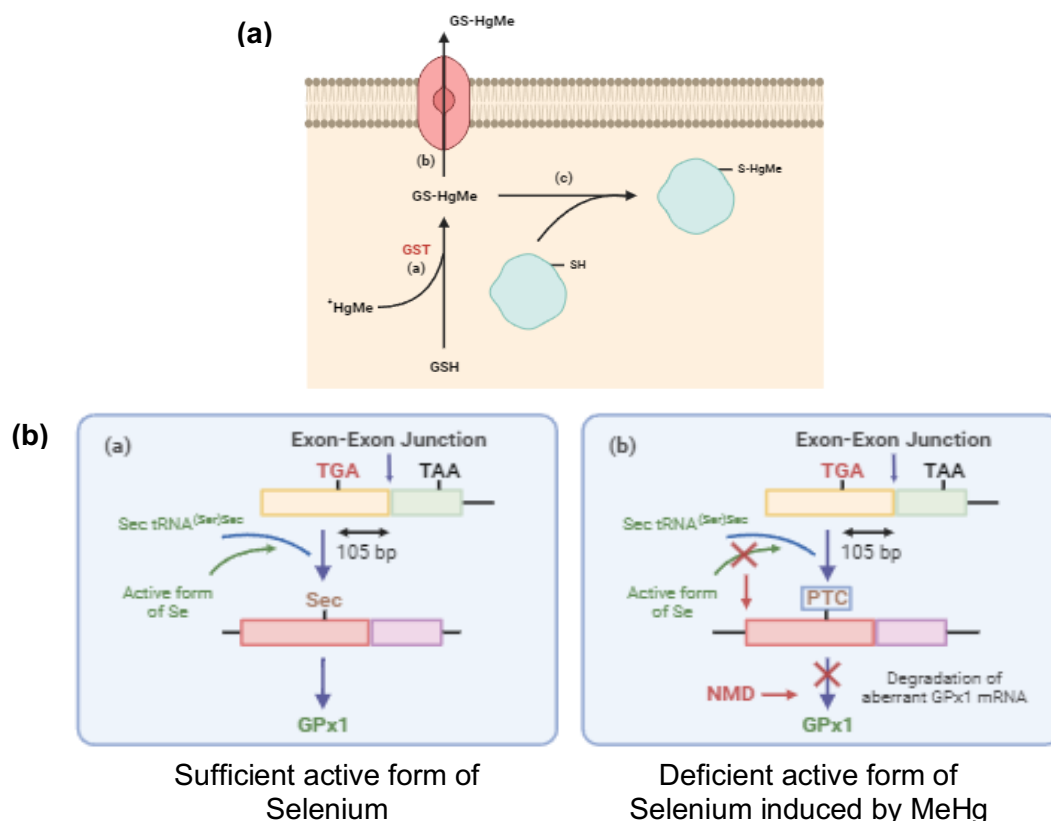 (a)
GS-HgMe
(b)
GS-HgMe
(c)
S-HgMe
GST
(a)
SH
+HgMe
GSH
(b)
(a)
Exon-Exon Junction
TGA
TAA
Sec tRNA(Ser)Sec
105 bp
Active form
of Se
Sec
GPx1
(b)
Exon-Exon Junction
TGA
TAA
Sec tRNA(Ser)Sec
105 bp
Active form
of Se
PTC
NMD
Degradation of
aberrant GPx1 mRNA
GPx1
Sufficient active form of
Selenium
Deficient active form of
Selenium induced by MeHg